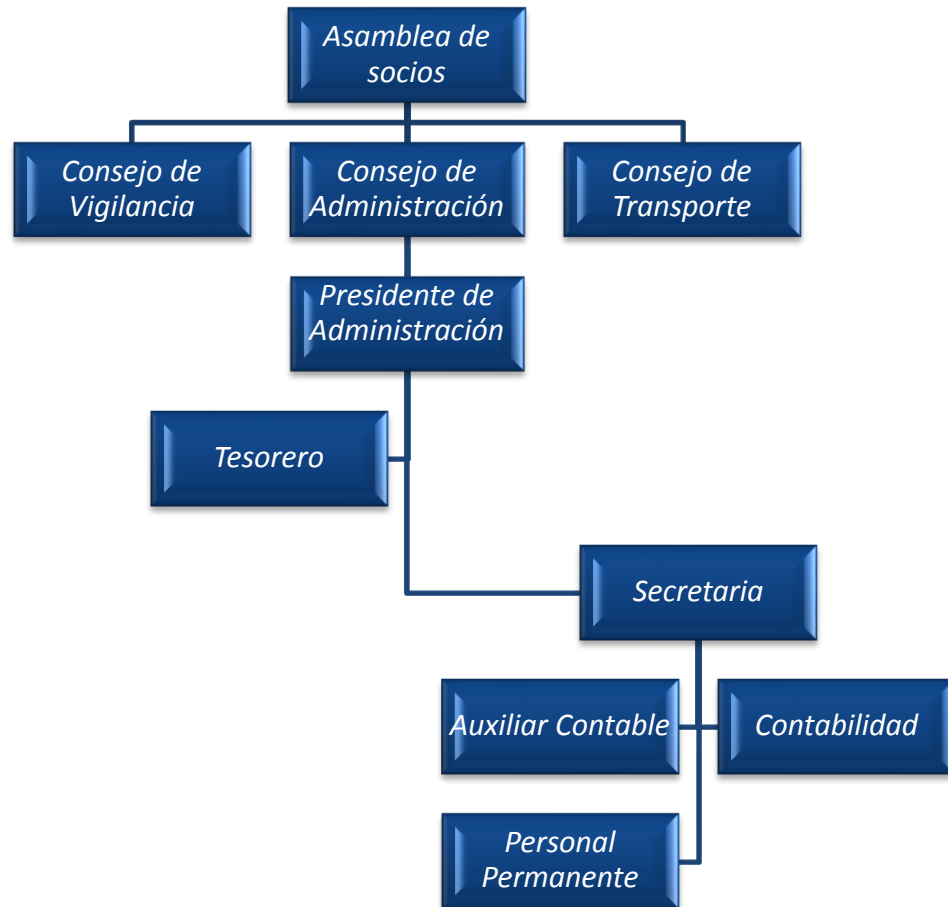 Asamblea de
socios
Consejo de
Vigilancia
Consejo de
Administración
Consejo de
Transporte
Presidente de
Administración
Tesorero
Secretaria
Auxiliar Contable
Contabilidad
Personal
Permanente